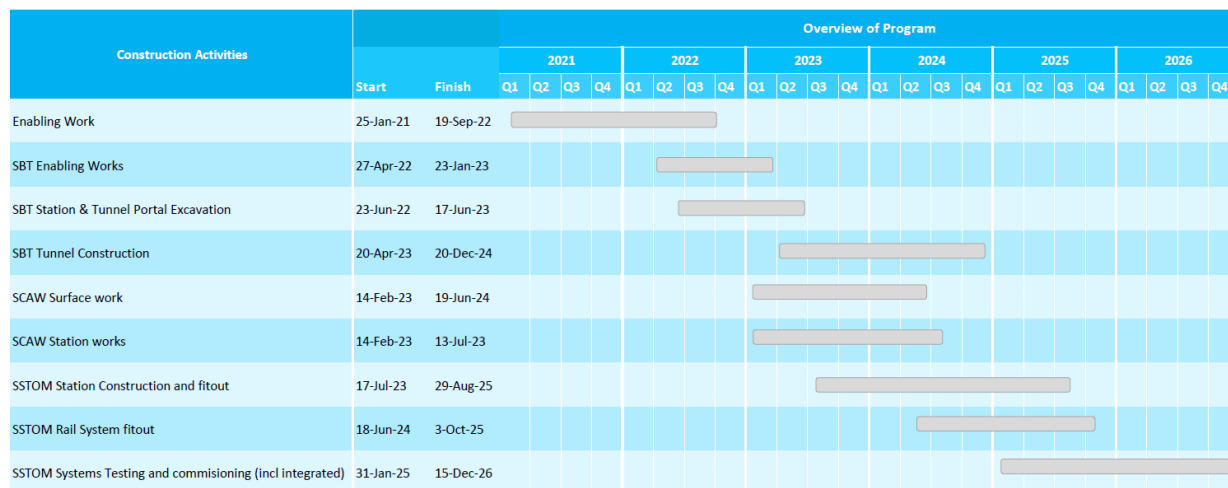 Overview of Program
Construction Activities
2021 2022 2023 2024 2025 2026
Start Finish Q1 Q2 Q3 Q4 Q1 Q2 Q3 Q4 Q1 Q2 Q3 Q4 Q1 Q2 Q3 Q4 Q1 Q2 Q3 Q4 Q1 Q2 Q3 Q4
Enabling Work 25-Jan-21 19-Sep-22
SBT Enabling Works 27-Apr-22 23-Jan-23
SBT Station & Tunnel Portal Excavation 23-Jun-22 17-Jun-23
SBT Tunnel Construction 20-Apr-23 20-Dec-24
SCAW Surface work 14-Feb-23 19-Jun-24
SCAW Station works 14-Feb-23 13-Jul-23
SSTOM Station Construction and fitout 17-Jul-23 29-Aug-25
SSTOM Rail System fitout 18-Jun-24 3-Oct-25
SSTOM Systems Testing and commisioning (incl integrated) 31-Jan-25 15-Dec-26